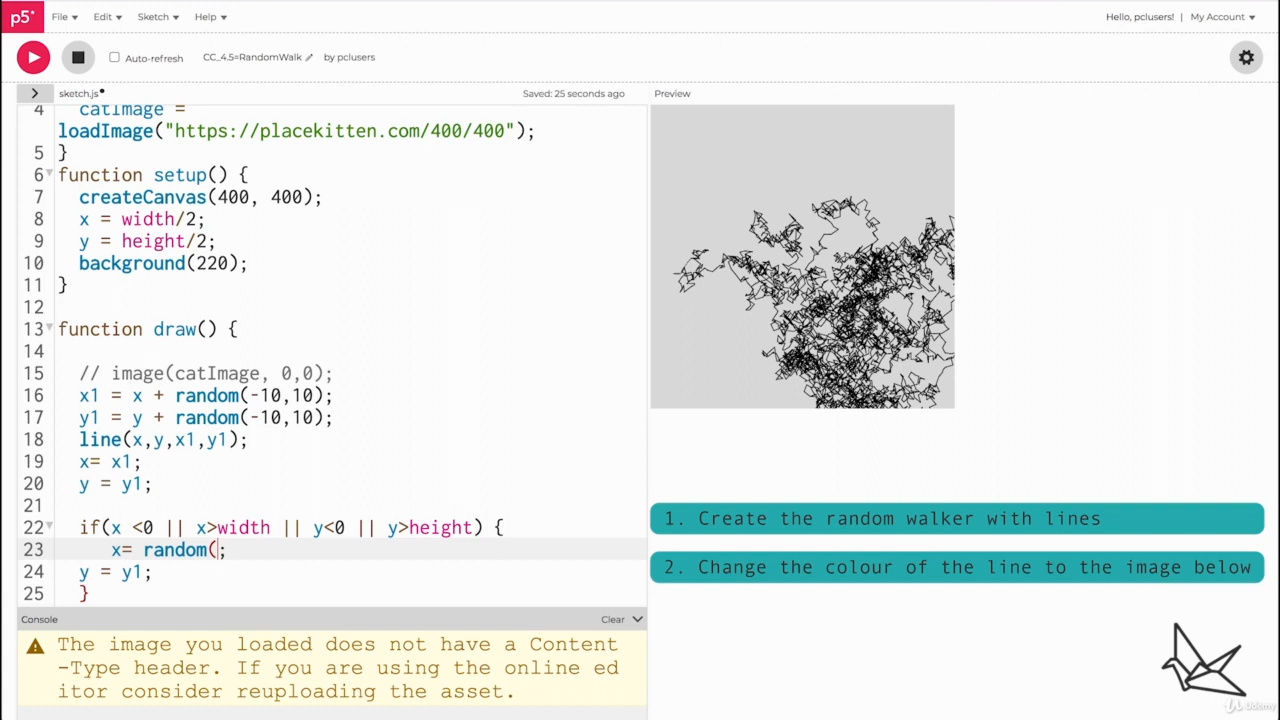 p5*
File
Edit
Sketch
Help
Hello, pclusers!
My Account
Auto-refresh
CC_4.5=RandomWalk
by pclusers
sketch.js
Saved: 25 seconds ago
Preview
4 catImage =
loadImage("https://placekitten.com/400/400");
5 }
6 function setup() {
7 createCanvas(400, 400);
8 x = width/2;
9 y = height/2;
10 background(220);
11 }
12
13 function draw() {
14
15 // image(catImage, 0,0);
16 x1 = x + random(-10,10);
17 y1 = y + random(-10,10);
18 line(x,y,x1,y1);
19 x= x1;
20 y = y1;
21
22 if(x <0 || x>width || y<0 || y>height) {
23 x= random(;
24 y = y1;
25 }
Console
Clear
The image you loaded does not have a Content
-Type header. If you are using the online ed
itor consider reuploading the asset.
1. Create the random walker with lines
2. Change the colour of the line to the image below
Udemy